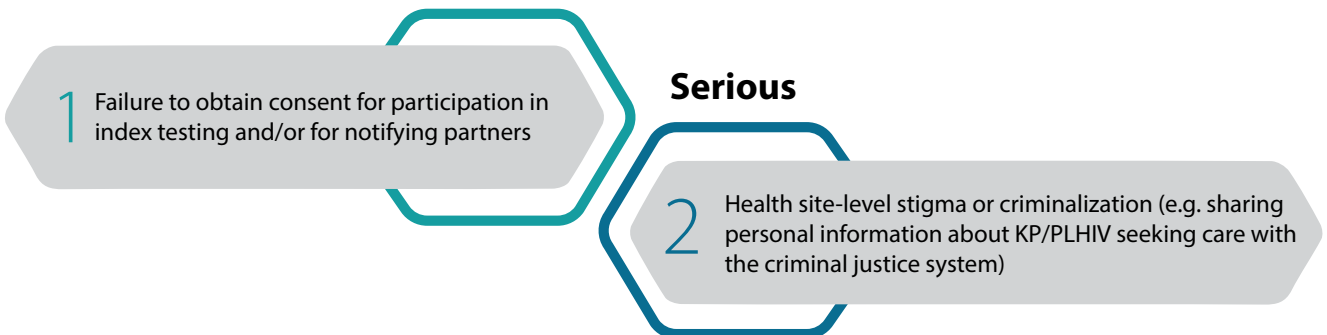 1
Failure to obtain consent for participation in
index testing and/or for notifying partners
Serious
2
Health site-level stigma or criminalization (e.g. sharing
personal information about KP/PLHIV seeking care with
the criminal justice system)